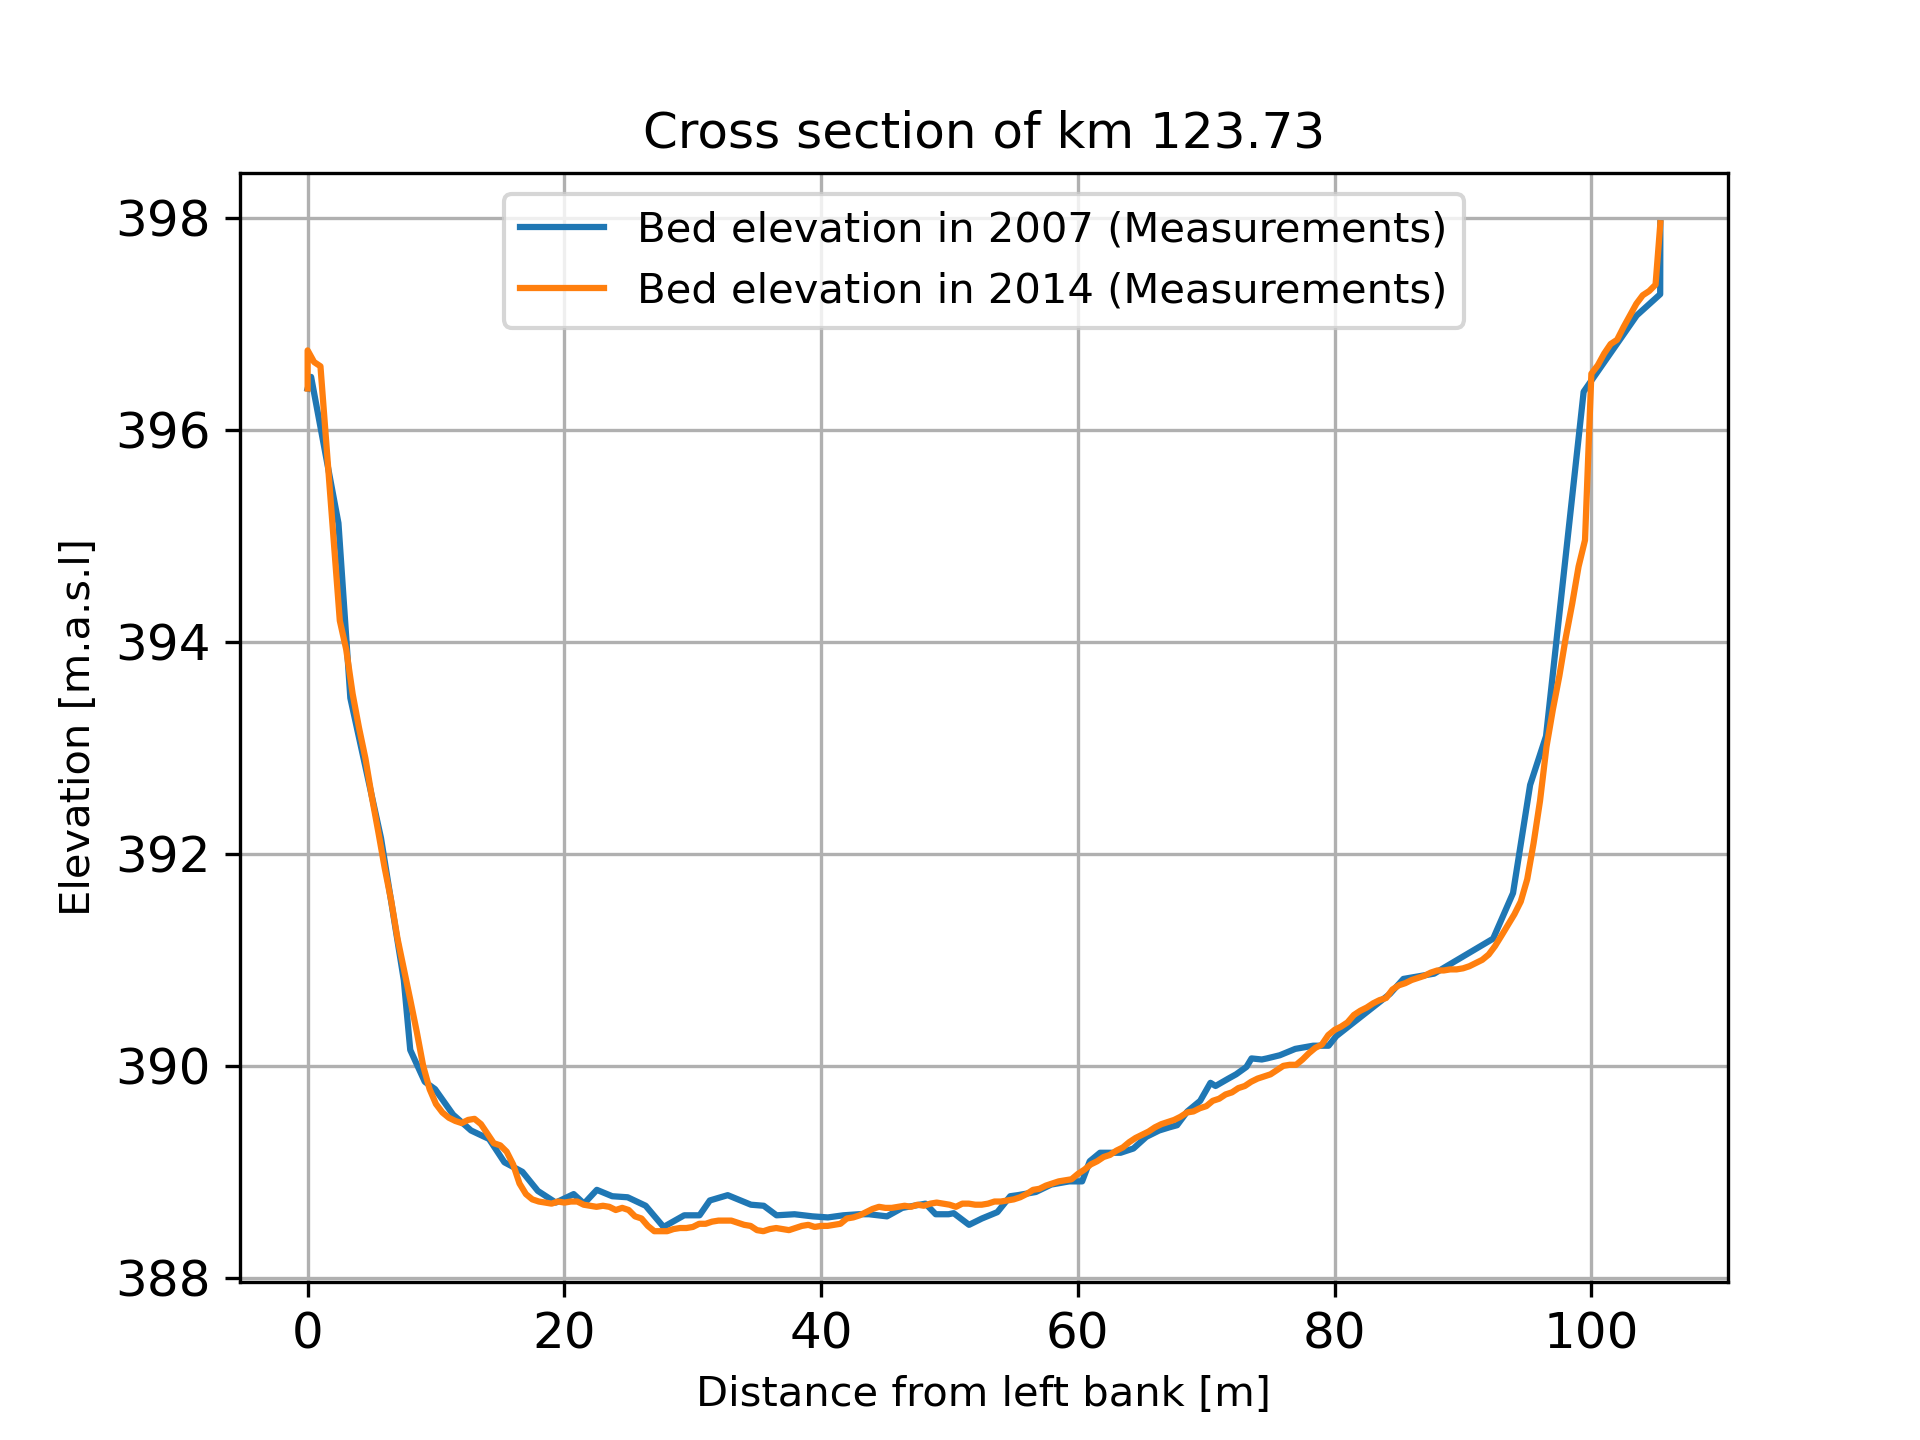 Cross section of km 123.73
Bed elevation in 2007 (Measurements)
Bed elevation in 2014 (Measurements)
Elevation [m.a.s.l]
398
396
394
392
390
388
0 20 40 60 80 100
Distance from left bank [m]